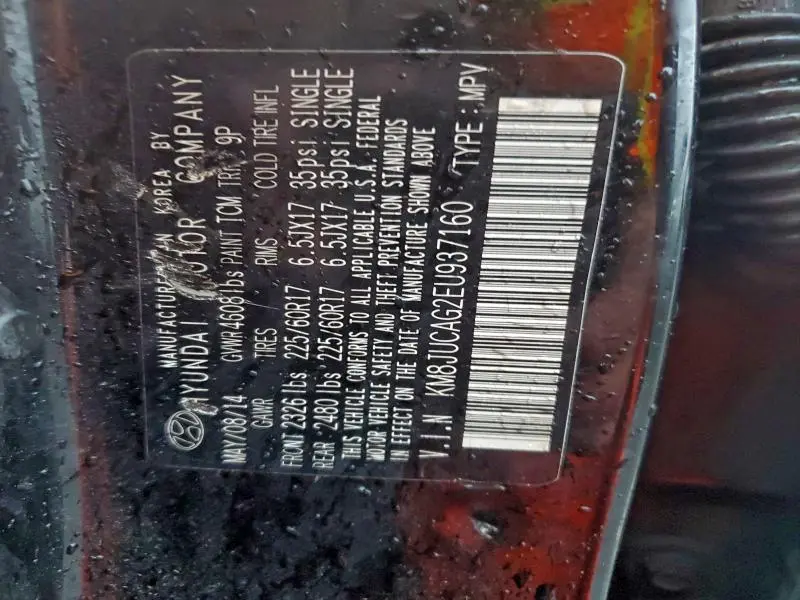 MANUFACTURED IN KOREA BY
HYUNDAI MOTOR COMPANY
MAY/08/14 GVWR 4608lbs PAINT TCM TRIM 9P
GAWR TIRES RIMS COLD TIRE INFL
FRONT 2326 lbs 225/60R17 6.5JX17 35psi SINGLE
REAR 2480 lbs 225/60R17 6.5JX17 35psi SINGLE
THIS VEHICLE CONFORMS TO ALL APPLICABLE U.S.A. FEDERAL
MOTOR VEHICLE SAFETY AND THEFT PREVENTION STANDARDS
IN EFFECT ON THE DATE OF MANUFACTURE SHOWN ABOVE
V.I.N KM8JUCAG2EU937160 TYPE : MPV